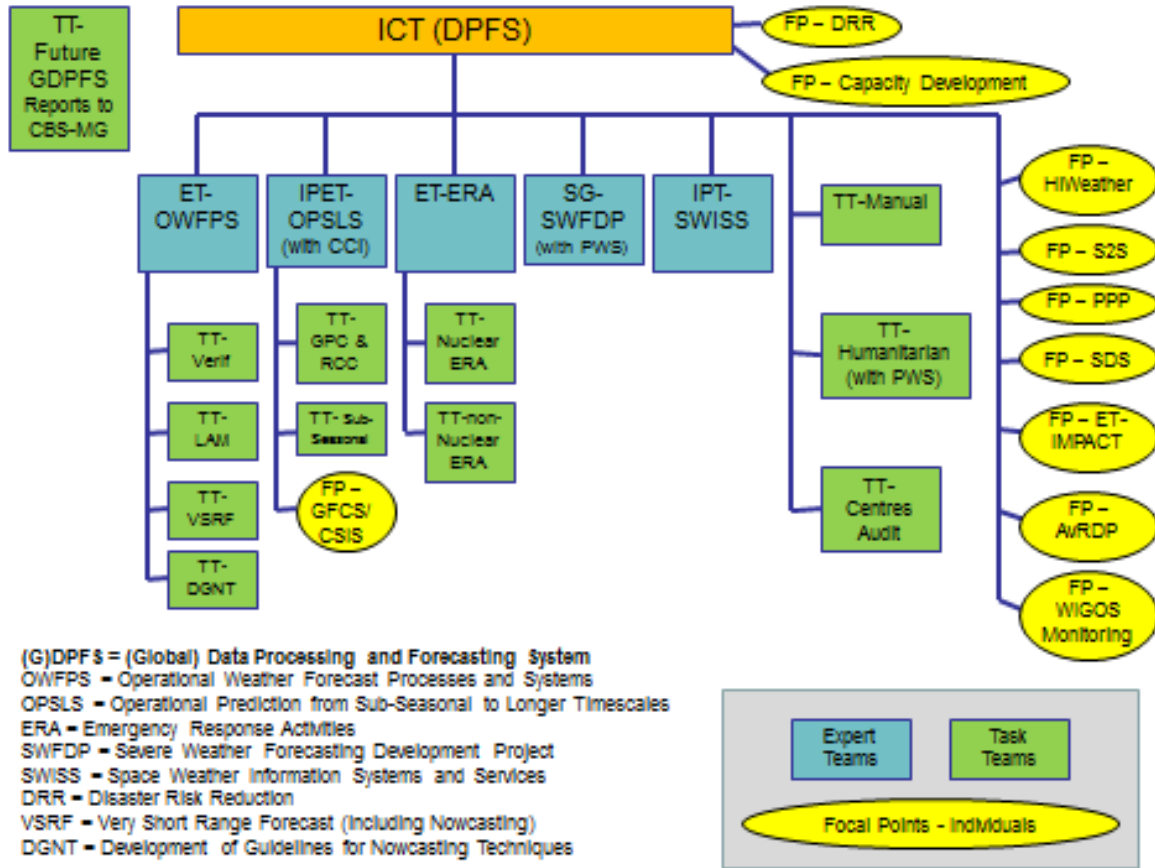 TT-
Future
GDPFS
Reports to
CBS-MG
ICT (DPFS)
FP – DRR
FP – Capacity Development
ET-
OWFPS
IPET-
OPSLS
(with CCI)
ET-ERA
SG-
SWFDP
(with PWS)
IPT-
SWISS
TT-Manual
FP –
HIWeather
FP – S2S
FP – PPP
FP – SDS
FP – ET-
IMPACT
FP –
AvRDP
FP –
WIGOS
Monitoring
TT-
Verif
TT-
LAM
TT-
VSRF
TT-
DGNT
TT-
GPC &
RCC
TT- Sub-
Seasonal
FP –
GFCS/
CSIS
TT-
Nuclear
ERA
TT-non-
Nuclear
ERA
TT-
Humanitarian
(with PWS)
TT-
Centres
Audit
(G)DPFS = (Global) Data Processing and Forecasting System
OWFPS = Operational Weather Forecast Processes and Systems
OPSLS = Operational Prediction from Sub-Seasonal to Longer Timescales
ERA = Emergency Response Activities
SWFDP = Severe Weather Forecasting Development Project
SWISS = Space Weather Information Systems and Services
DRR = Disaster Risk Reduction
VSRF = Very Short Range Forecast (Including Nowcasting)
DGNT = Development of Guidelines for Nowcasting Techniques
Expert
Teams
Task
Teams
Focal Points - Individuals